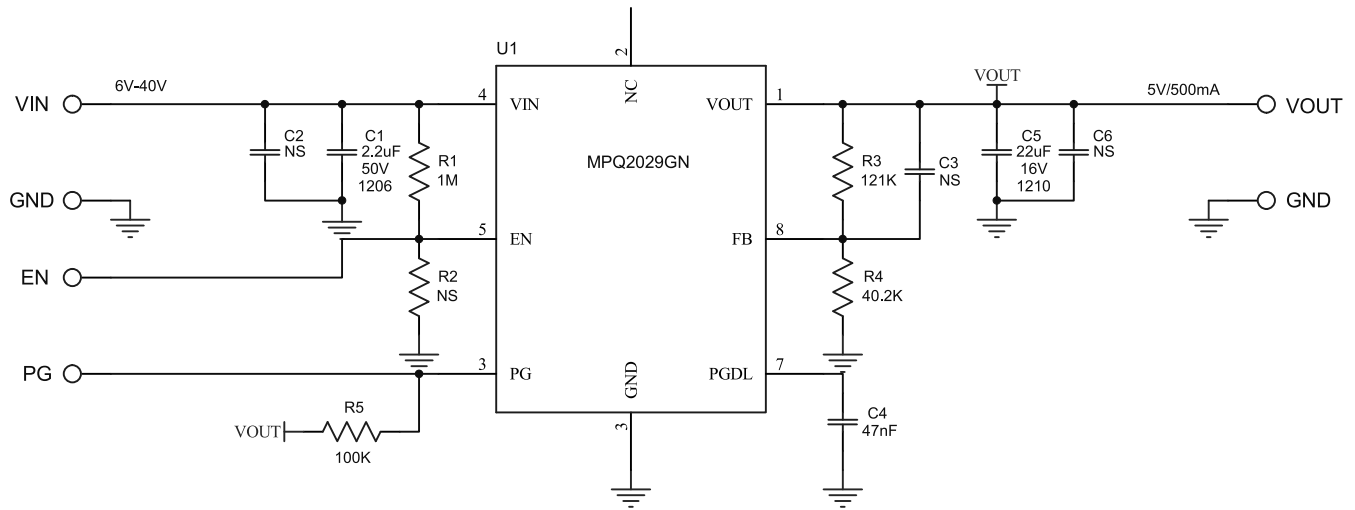 U1
2
NC
VIN
6V-40V
4
VIN
VOUT
1
VOUT
5V/500mA
VOUT
C2
NS
C1
2.2uF
50V
1206
R1
1M
MPQ2029GN
R3
121K
C3
NS
C5
22uF
16V
1210
C6
NS
GND
GND
5
EN
FB
8
EN
R2
NS
R4
40.2K
PG
3
PG
GND
PGDL
7
R5
VOUT
100K
3
C4
47nF